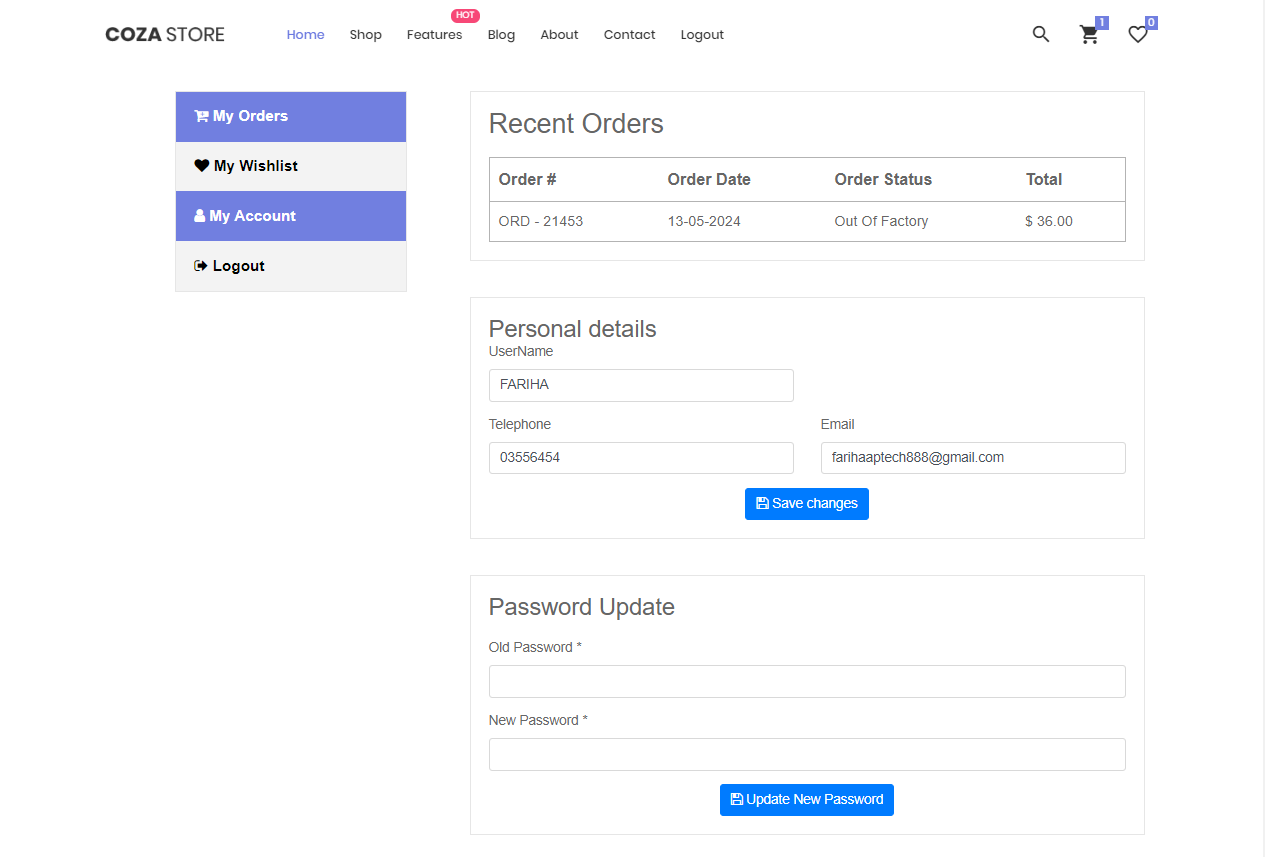 HOT
COZA STORE Home Shop Features Blog About Contact Logout 1 0
My Orders
My Wishlist
My Account
Logout
Recent Orders
Order # Order Date Order Status Total
ORD - 21453 13-05-2024 Out Of Factory $ 36.00
Personal details
UserName
FARIHA
Telephone Email
03556454 farihaaptech888@gmail.com
Save changes
Password Update
Old Password *
New Password *
Update New Password